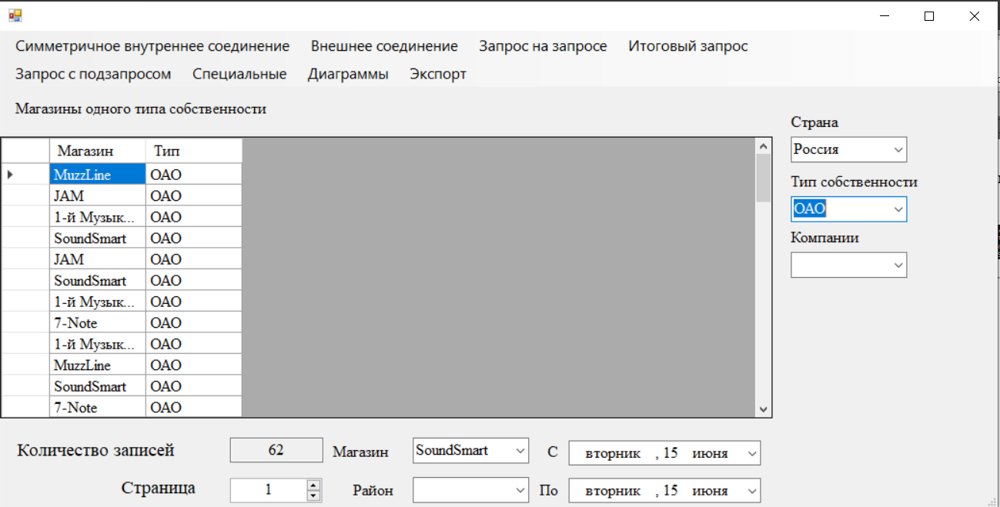 Симметричное внутреннее соединение Внешнее соединение Запрос на запросе Итоговый запрос
Запрос с подзапросом Специальные Диаграммы Экспорт
Магазины одного типа собственности
Страна
Россия
Тип собственности
ОАО
Компании
Магазин Тип
MuzzLine ОАО
JAM ОАО
1-й Музык... ОАО
SoundSmart ОАО
JAM ОАО
SoundSmart ОАО
1-й Музык... ОАО
7-Note ОАО
1-й Музык... ОАО
MuzzLine ОАО
SoundSmart ОАО
7-Note ОАО
Количество записей 62 Магазин SoundSmart С вторник , 15 июня
Страница 1 Район По вторник , 15 июня